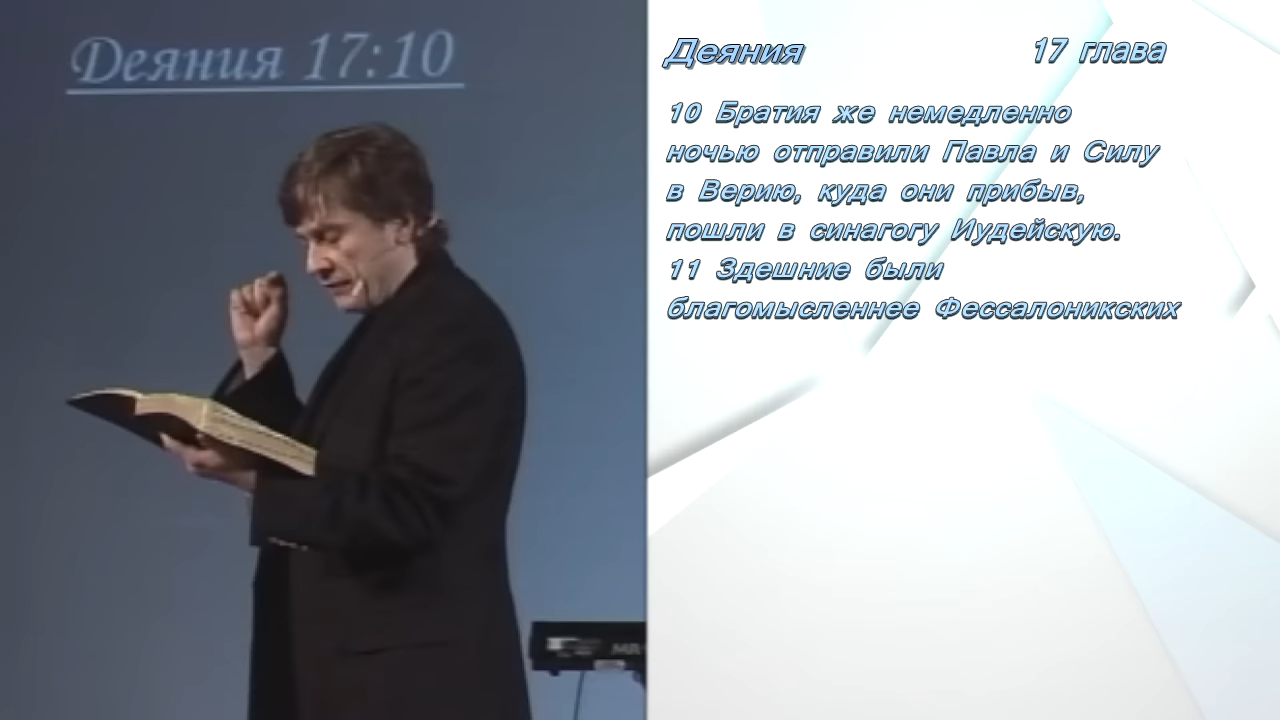 Деяния 17:10
Деяния 17 глава
10 Братия же немедленно
ночью отправили Павла и Силу
в Верию, куда они прибыв,
пошли в синагогу Иудейскую.
11 Здешние были
благомысленнее Фессалоникских